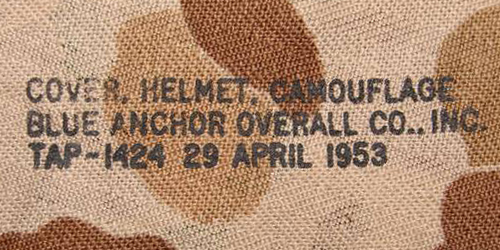 COVER, HELMET, CAMOUFLAGE
BLUE ANCHOR OVERALL CO., INC.
TAP-1424 29 APRIL 1953